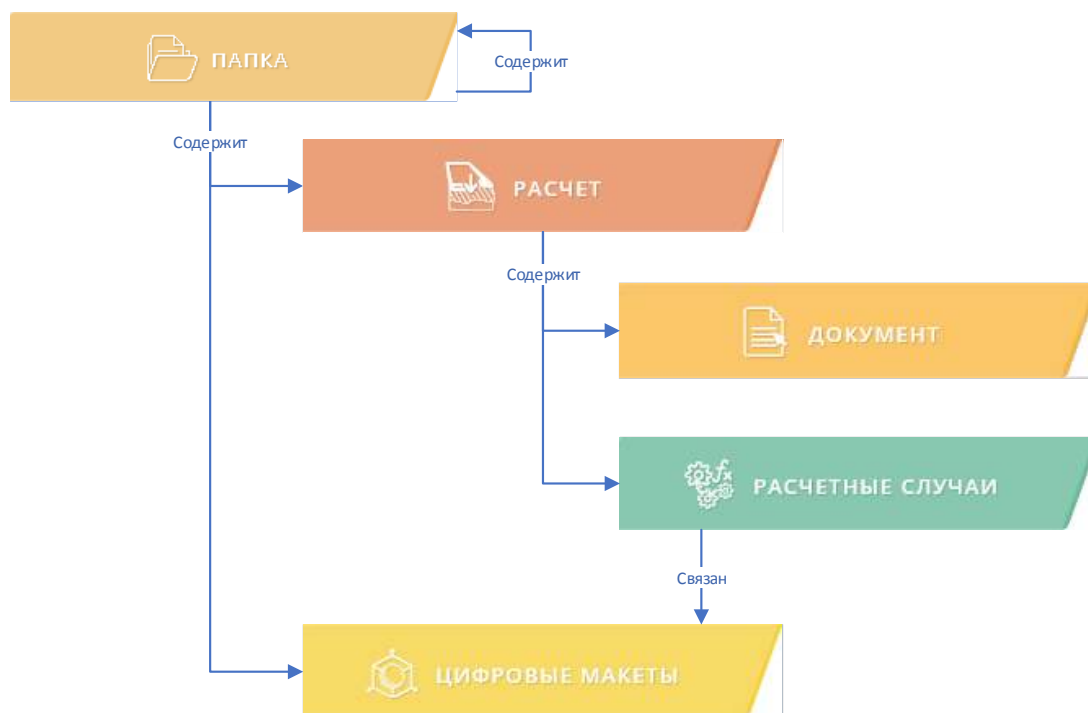 ПАПКА
Содержит
Содержит
РАСЧЕТ
Содержит
ДОКУМЕНТ
РАСЧЕТНЫЕ СЛУЧАИ
Связан
ЦИФРОВЫЕ МАКЕТЫ